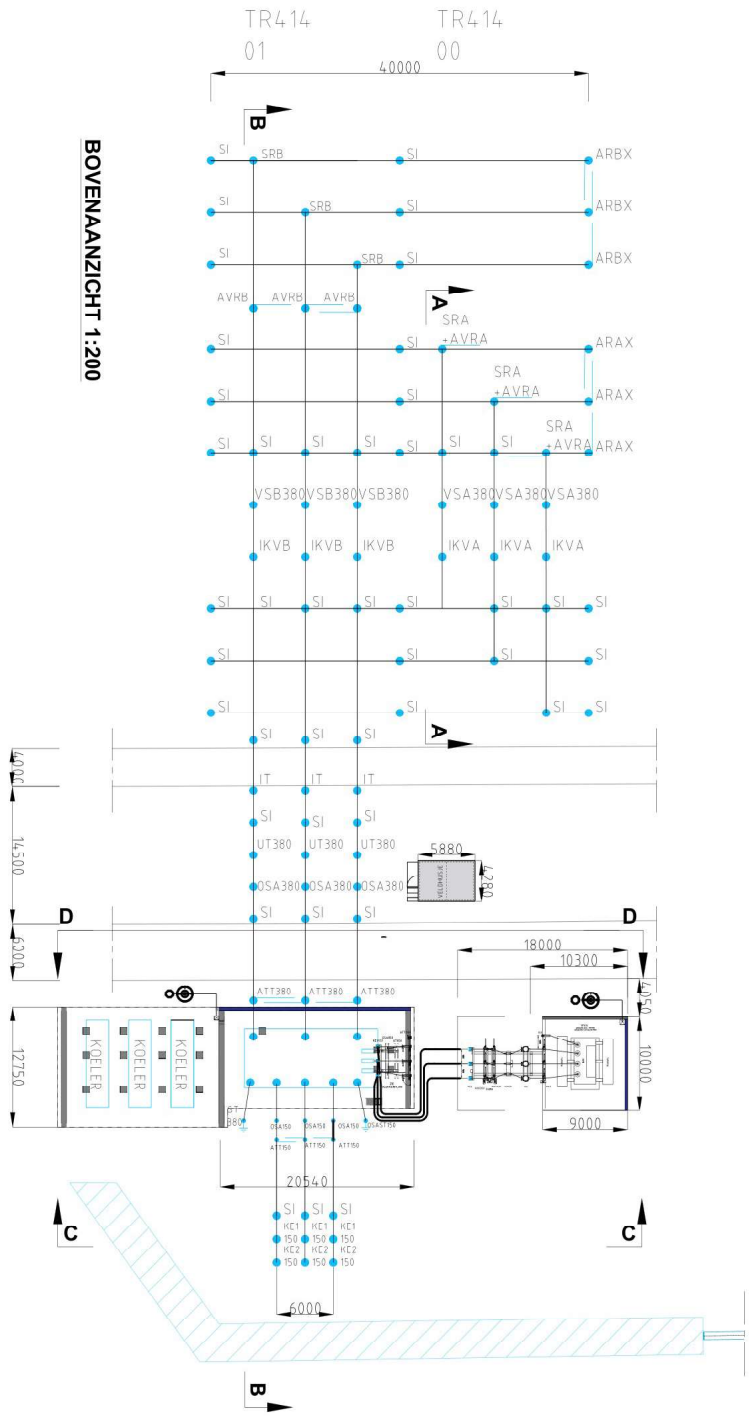 TR414 TR414
01 00
40000
B
BOVENAANZICHT 1:200
SI SRB SI ARBX
SI SRB SI ARBX
SI SRB SI ARBX
AVRB AVRB AVRB
A
SRA
SI SI +AVRA ARAX
SRA
SI SI +AVRA ARAX
SRA
SI SI SI SI SI SI SI +AVRA ARAX
VSB380 VSB380 VSB380 VSA380 VSA380 VSA380
IKVB IKVB IKVB IKVA IKVA IKVA
SI SI SI SI SI SI SI SI
SI SI SI SI
SI SI SI SI
A
SI SI SI
4000
IT IT IT
SI SI SI
14500
UT380 UT380 UT380
5880
VELDHUSJE
4280
OSA380 OSA380 OSA380
SI SI SI
D D
6000
18000
10300
4050
ATT380 ATT380 ATT380
12750
KOELER KOELER KOELER
10000
9000
380
OSA150 OSA150 OSA150 OSAST150
ATT150 ATT150 ATT150
20540
SI SI SI
C C
KE1 KE1 KE1
150 150 150
KE2 KE2 KE2
150 150 150
6000
B